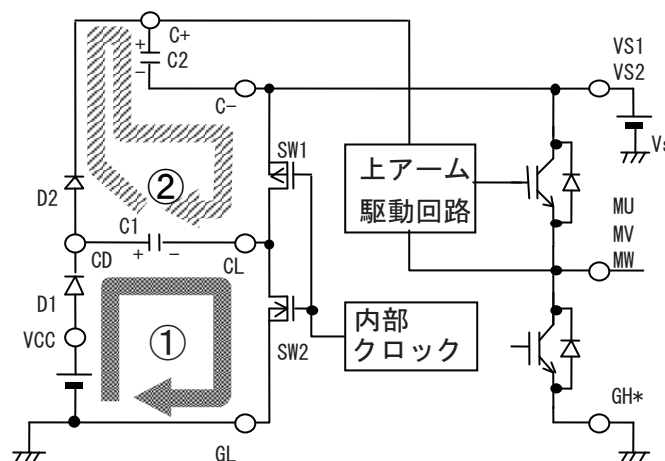 +
C+
C2
-
C-
VS1
VS2
Vs
SW1
上アーム
駆動回路
D2
②
C1
CD
+
-
CL
MU
MV
MW
D1
①
VCC
SW2
内部
クロック
GH*
GL